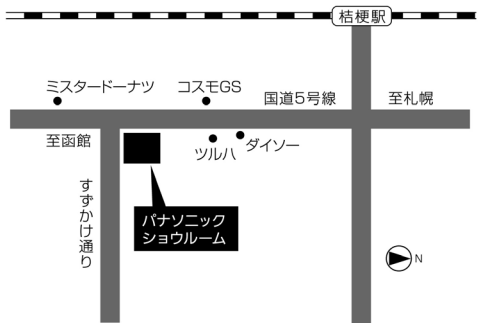 桔梗駅
ミスタードーナツ
コスモGS
国道5号線
至札幌
至函館
ツルハ
ダイソー
すずかけ通り
パナソニック
ショウルーム
N